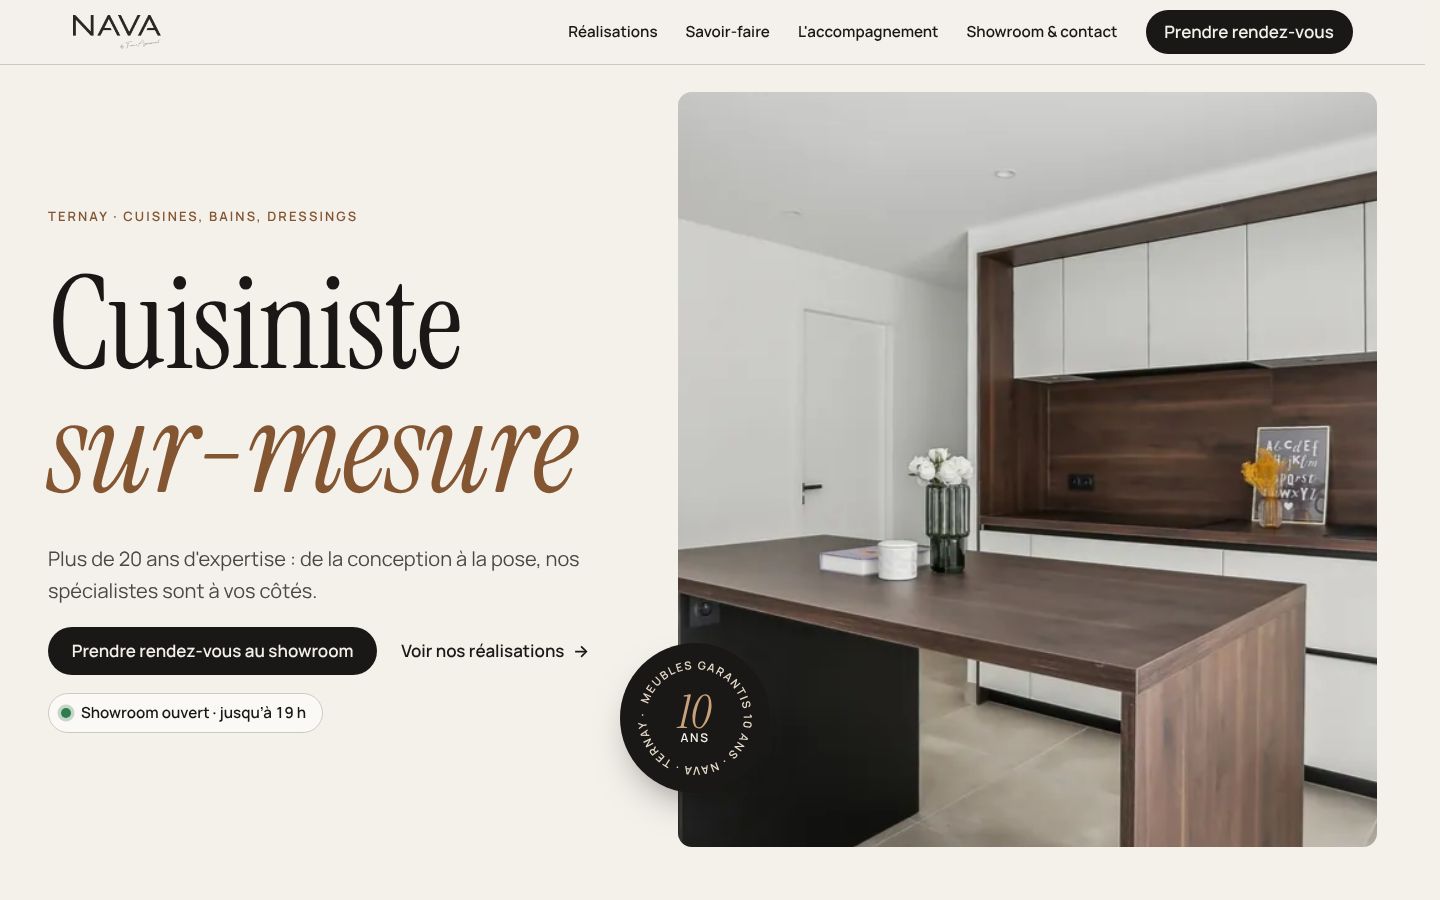 NAVA
Réalisations
Savoir-faire
L'accompagnement
Showroom & contact
Prendre rendez-vous
TERNAY · CUISINES, BAINS, DRESSINGS
Cuisiniste
sur-mesure
Plus de 20 ans d'expertise : de la conception à la pose, nos
spécialistes sont à vos côtés.
Prendre rendez-vous au showroom
Voir nos réalisations →
Showroom ouvert · jusqu'à 19 h
MEUBLES GARANTIS 10 ANS · NAVA · TERNAY ·
10
ANS